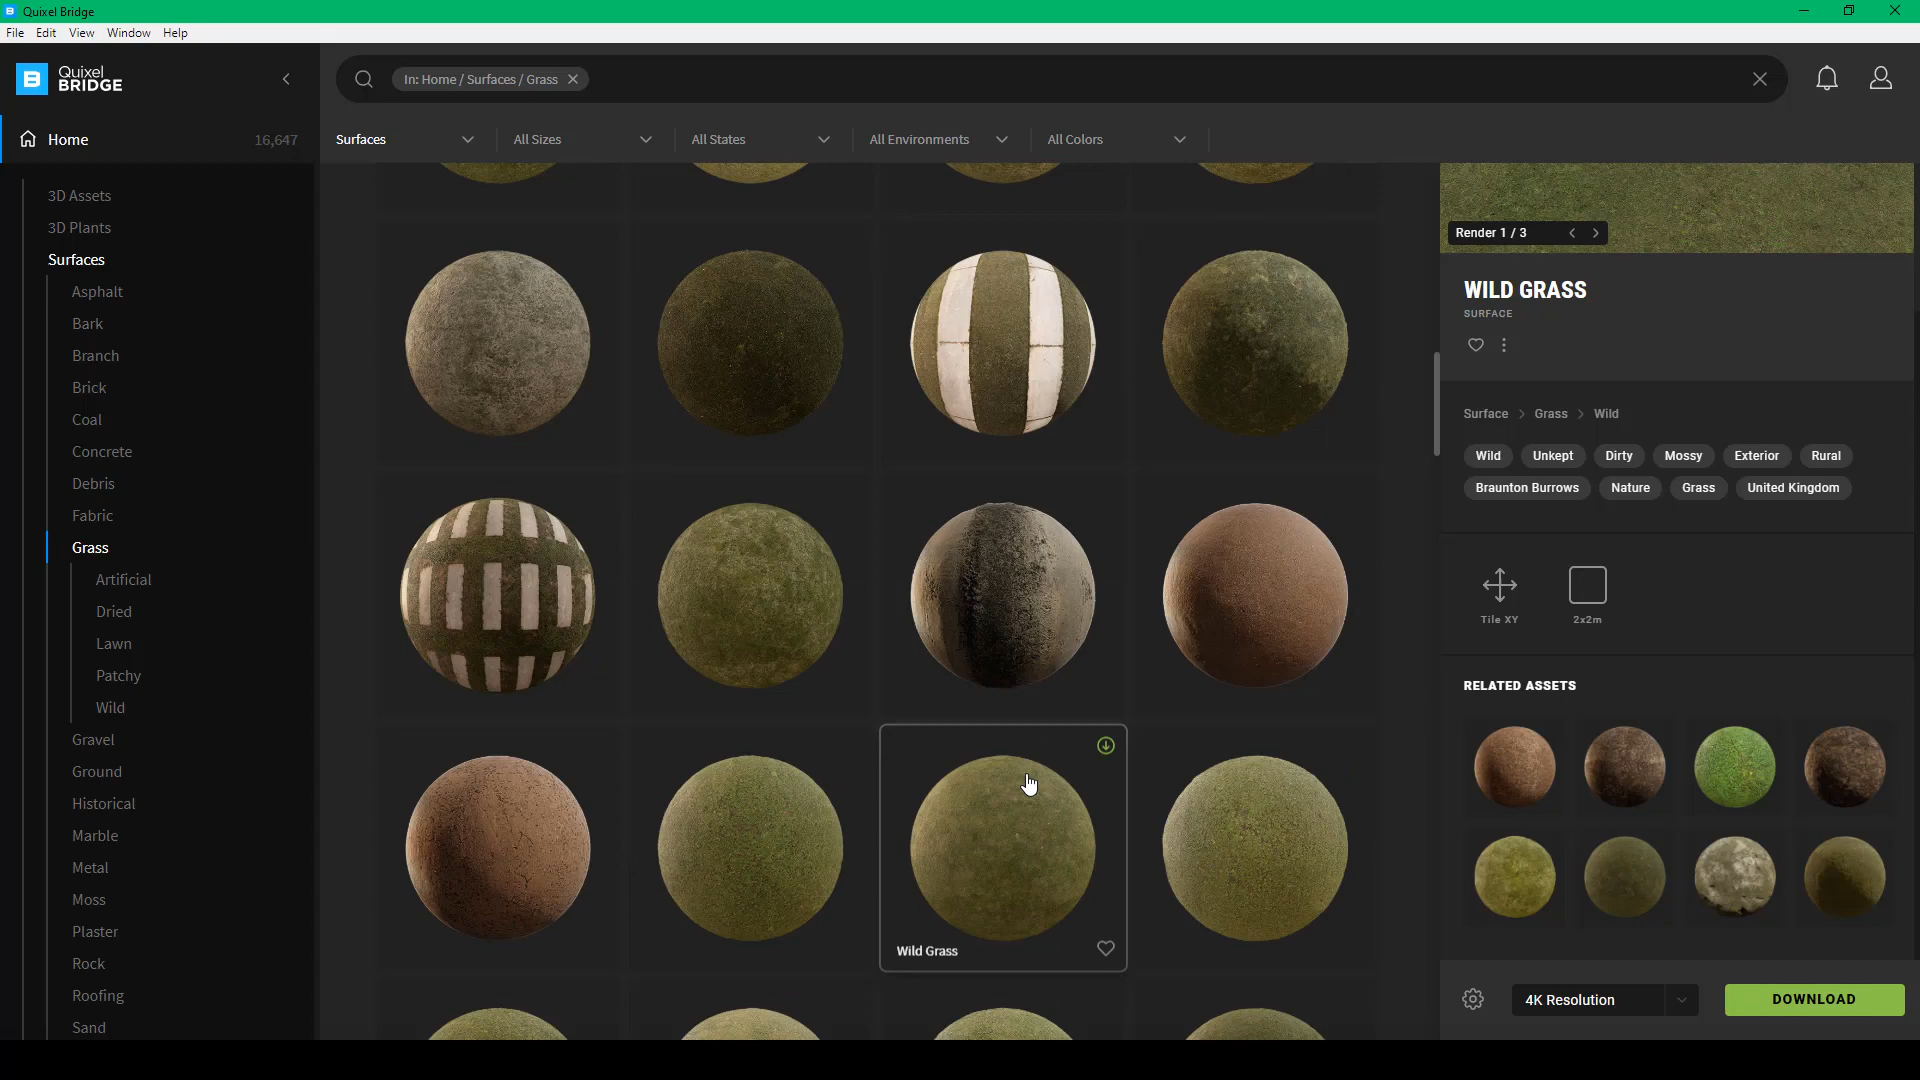 Quixel Bridge
File Edit View Window Help
Quixel
BRIDGE
In: Home / Surfaces / Grass
Home 16,647
Surfaces All Sizes All States All Environments All Colors
3D Assets
3D Plants
Surfaces
Asphalt
Bark
Branch
Brick
Coal
Concrete
Debris
Fabric
Grass
Artificial
Dried
Lawn
Patchy
Wild
Gravel
Ground
Historical
Marble
Metal
Moss
Plaster
Rock
Roofing
Sand
Wild Grass
Render 1 / 3
WILD GRASS
SURFACE
Surface > Grass > Wild
Wild Unkept Dirty Mossy Exterior Rural
Braunton Burrows Nature Grass United Kingdom
Tile XY 2x2m
RELATED ASSETS
4K Resolution DOWNLOAD